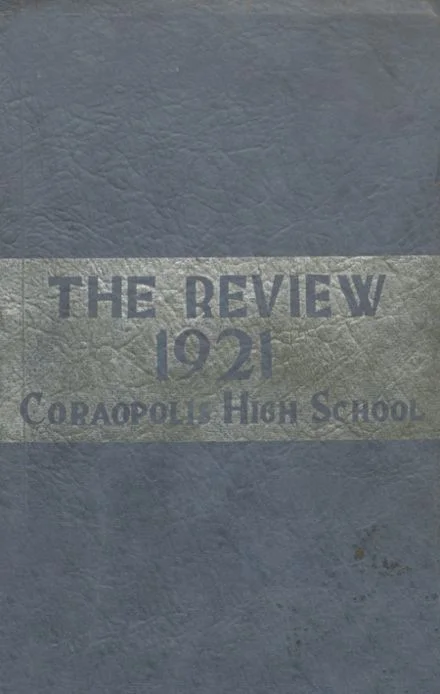 THE REVIEW
1921
CORAOPOLIS HIGH SCHOOL